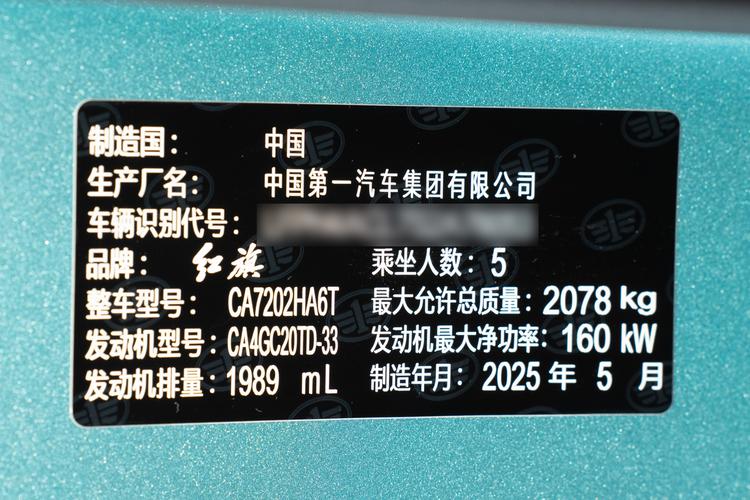 制造国： 中国
生产厂名： 中国第一汽车集团有限公司
车辆识别代号：
品牌： 红旗 乘坐人数：5
整车型号： CA7202HA6T 最大允许总质量：2078 kg
发动机型号：CA4GC20TD-33 发动机最大净功率：160 kW
发动机排量：1989 mL 制造年月： 2025 年 5 月